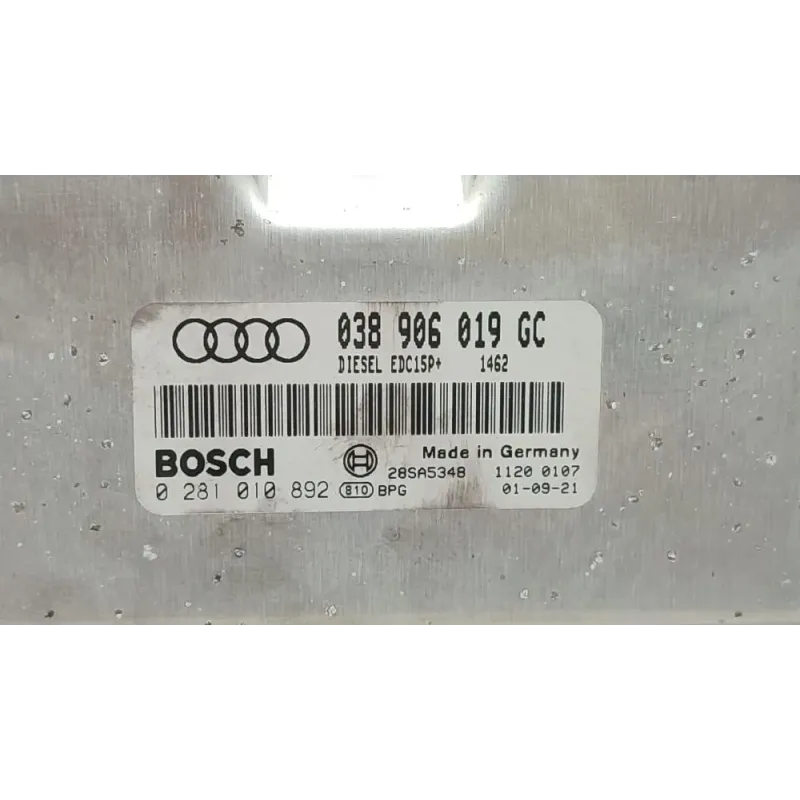 038 906 019 GC
DIESEL EDC15P+ 1462
BOSCH
Made in Germany
28SA5348 1120 0107
0 281 010 892 810 BPG 01-09-21